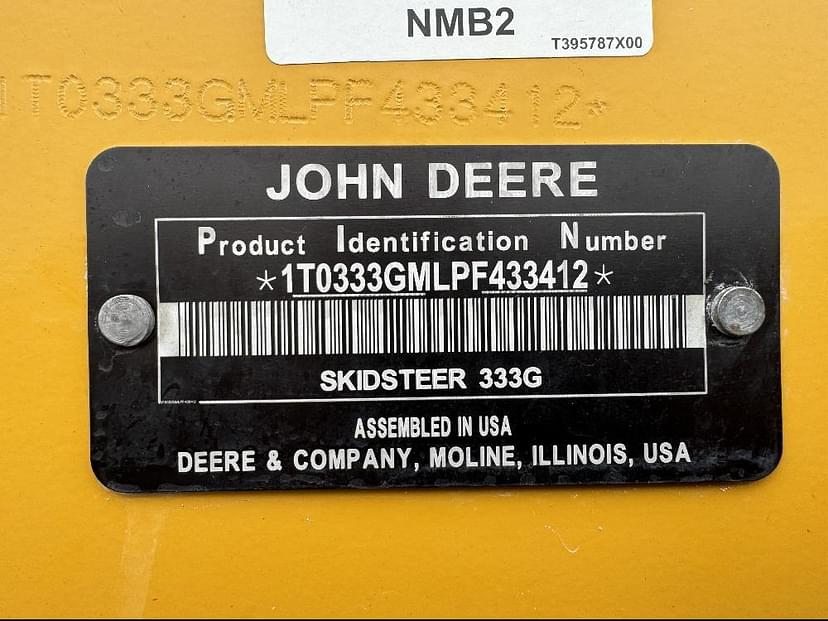 NMB2
T395787X00
1T0333GMLPF433412*
JOHN DEERE
Product Identification Number
*1T0333GMLPF433412*
SKIDSTEER 333G
ASSEMBLED IN USA
DEERE & COMPANY, MOLINE, ILLINOIS, USA